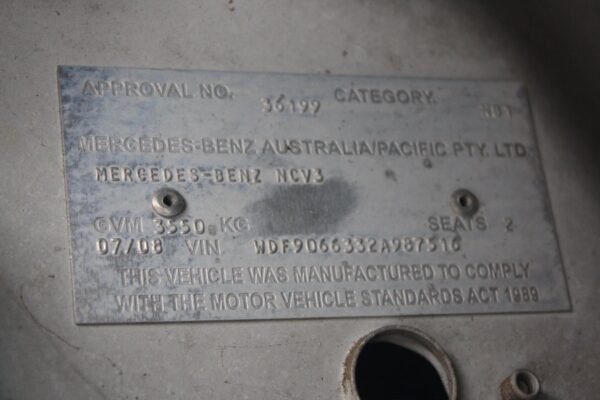 APPROVAL NO. 36199 CATEGORY. NB1
MERCEDES-BENZ AUSTRALIA/PACIFIC PTY. LTD
MERCEDES-BENZ NCV3
GVM 3550 KG SEATS 2
07/08 VIN WDF9066332A987516
THIS VEHICLE WAS MANUFACTURED TO COMPLY
WITH THE MOTOR VEHICLE STANDARDS ACT 1989